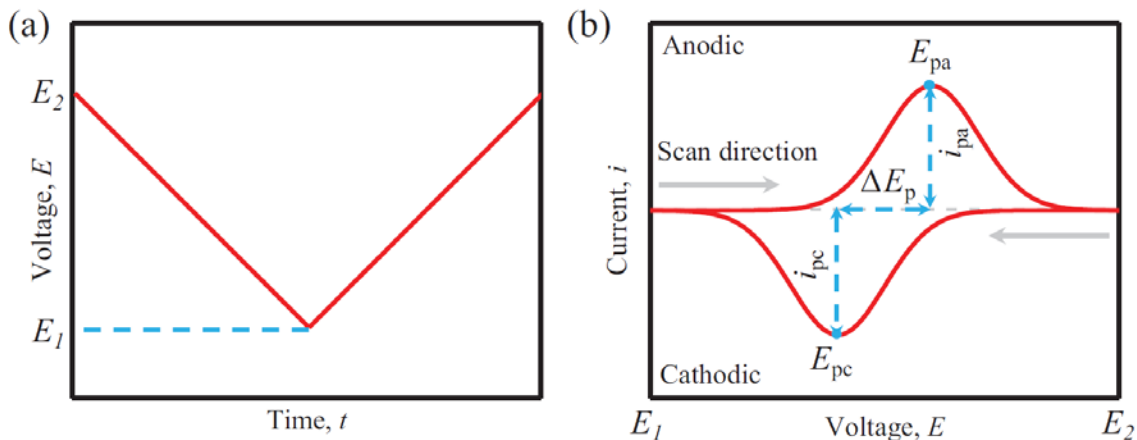 (a)
E2
Voltage, E
E1
Time, t
(b)
Anodic
Epa
Scan direction
ipa
ΔEp
Current, i
ipc
Epc
Cathodic
E1
Voltage, E
E2